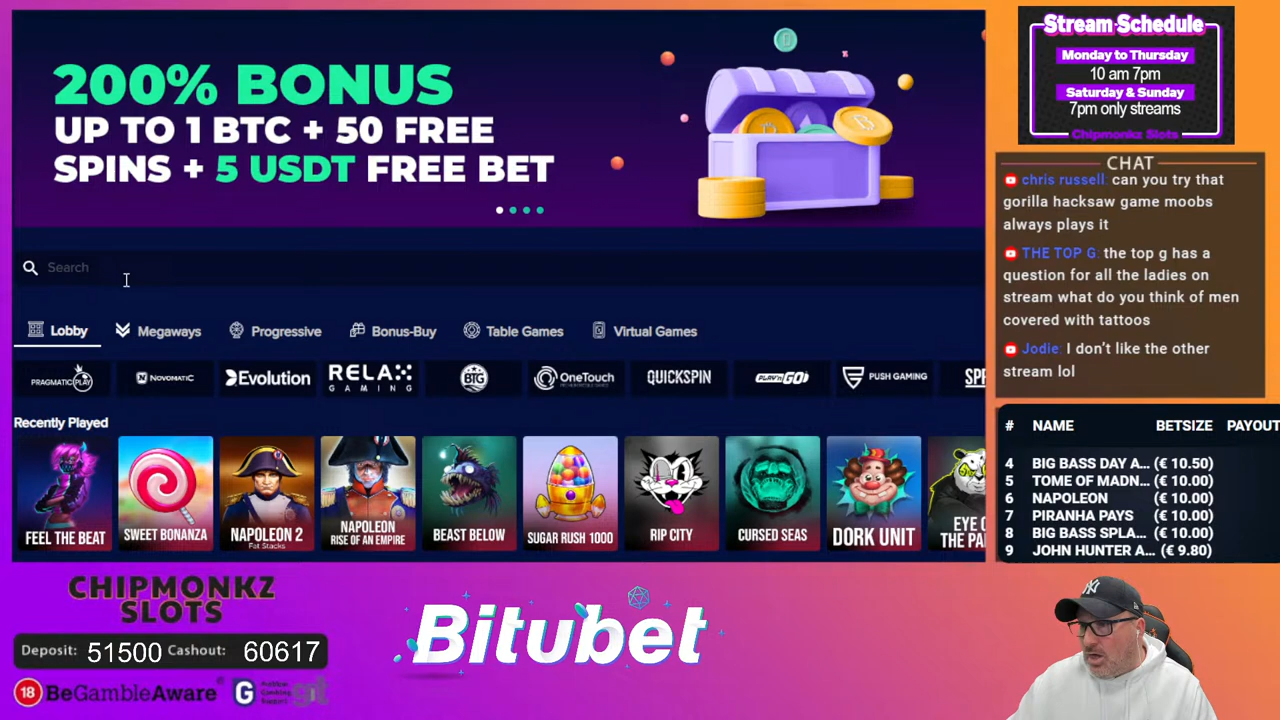 200% BONUS
UP TO 1 BTC + 50 FREE
SPINS + 5 USDT FREE BET
Search
Lobby
Megaways
Progressive
Bonus-Buy
Table Games
Virtual Games
PRAGMATIC PLAY
NOVOMATIC
Evolution
RELAX GAMING
BTG
OneTouch
QUICKSPIN
PLAY'n GO
PUSH GAMING
Recently Played
FEEL THE BEAT
SWEET BONANZA
NAPOLEON 2
Fat Stacks
NAPOLEON
RISE OF AN EMPIRE
BEAST BELOW
SUGAR RUSH 1000
RIP CITY
CURSED SEAS
DORK UNIT
EYE O
THE PA
CHIPMONKZ
SLOTS
Deposit: 51500 Cashout: 60617
18 BeGambleAware
Bitubet
Stream Schedule
Monday to Thursday
10 am 7pm
Saturday & Sunday
7pm only streams
Chipmonkz Slots
CHAT
chris russell: can you try that
gorilla hacksaw game moobs
always plays it
THE TOP G: the top g has a
question for all the ladies on
stream what do you think of men
covered with tattoos
Jodie: I don't like the other
stream lol
# NAME BETSIZE PAYOUT
4 BIG BASS DAY A... (€ 10.50)
5 TOME OF MADN... (€ 10.00)
6 NAPOLEON (€ 10.00)
7 PIRANHA PAYS (€ 10.00)
8 BIG BASS SPLA... (€ 10.00)
9 JOHN HUNTER A... (€ 9.80)